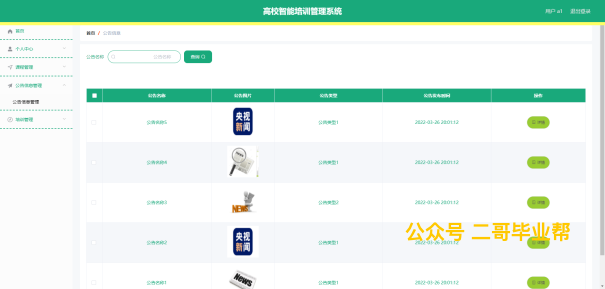 高校智能培训管理系统
用户 a1 退出登录
首页
首页 / 公告信息
个人中心
公告名称 公告名称 查询
课程管理
公告信息管理
公告信息管理
培训管理
公告名称 公告图片 公告类型 公告发布时间 操作
公告名称5 央视新闻 公告类型1 2022-03-26 20:01:12 详情
公告名称4 公告类型1 2022-03-26 20:01:12 详情
公告名称3 NEWS 公告类型2 2022-03-26 20:01:12 详情
公众号 二哥毕业帮
公告名称2 央视新闻 公告类型1 2022-03-26 20:01:12 详情
公告名称1 News 公告类型1 2022-03-26 20:01:12 详情